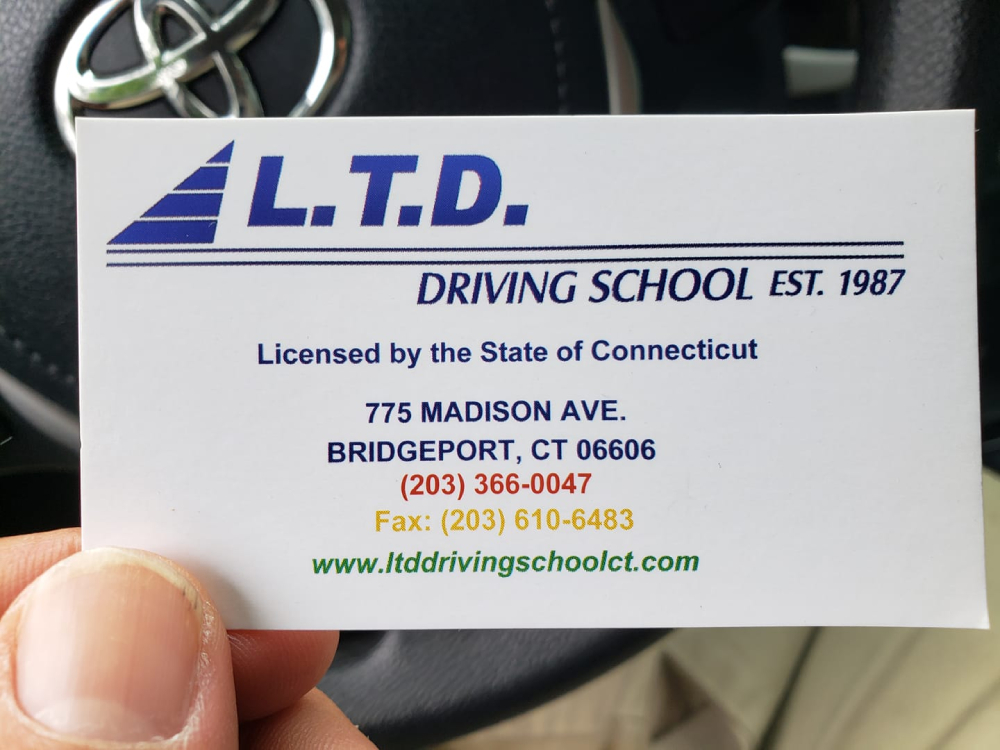 L.T.D.
DRIVING SCHOOL EST. 1987
Licensed by the State of Connecticut
775 MADISON AVE.
BRIDGEPORT, CT 06606
(203) 366-0047
Fax: (203) 610-6483
www.ltddrivingschoolct.com